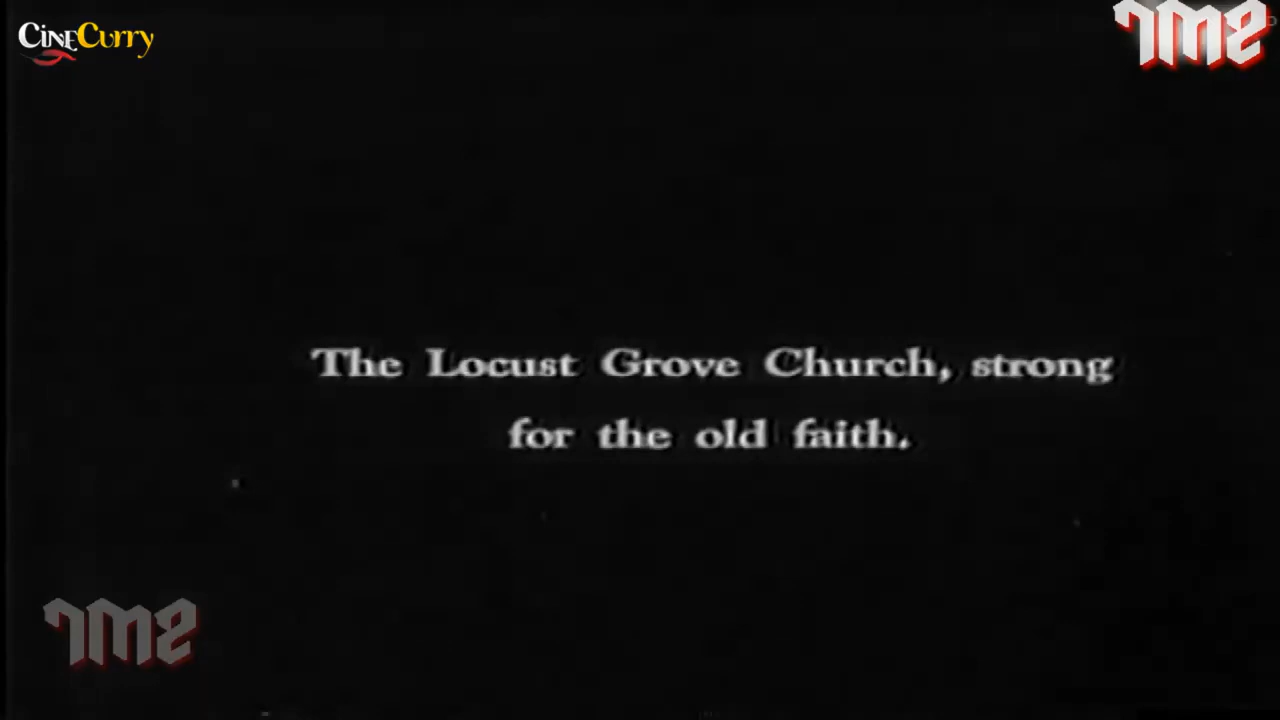 CineCurry
The Locust Grove Church, strong
for the old faith.